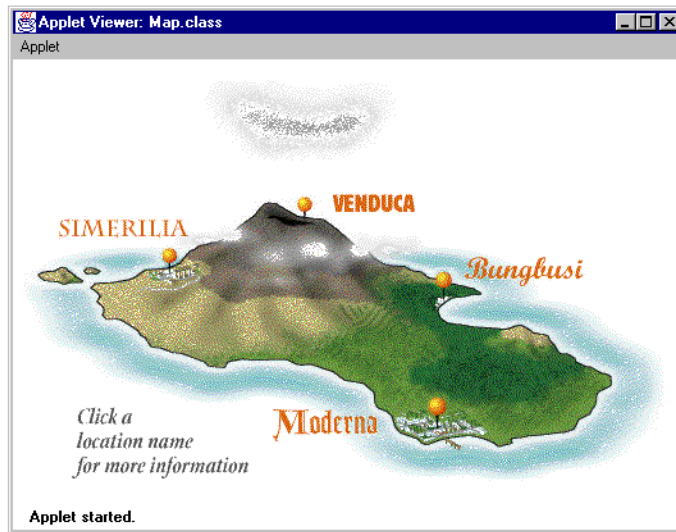 Applet Viewer: Map.class
Applet
VENDUCA
SIMERILIA
Bungbusi
Moderna
Click a
location name
for more information
Applet started.